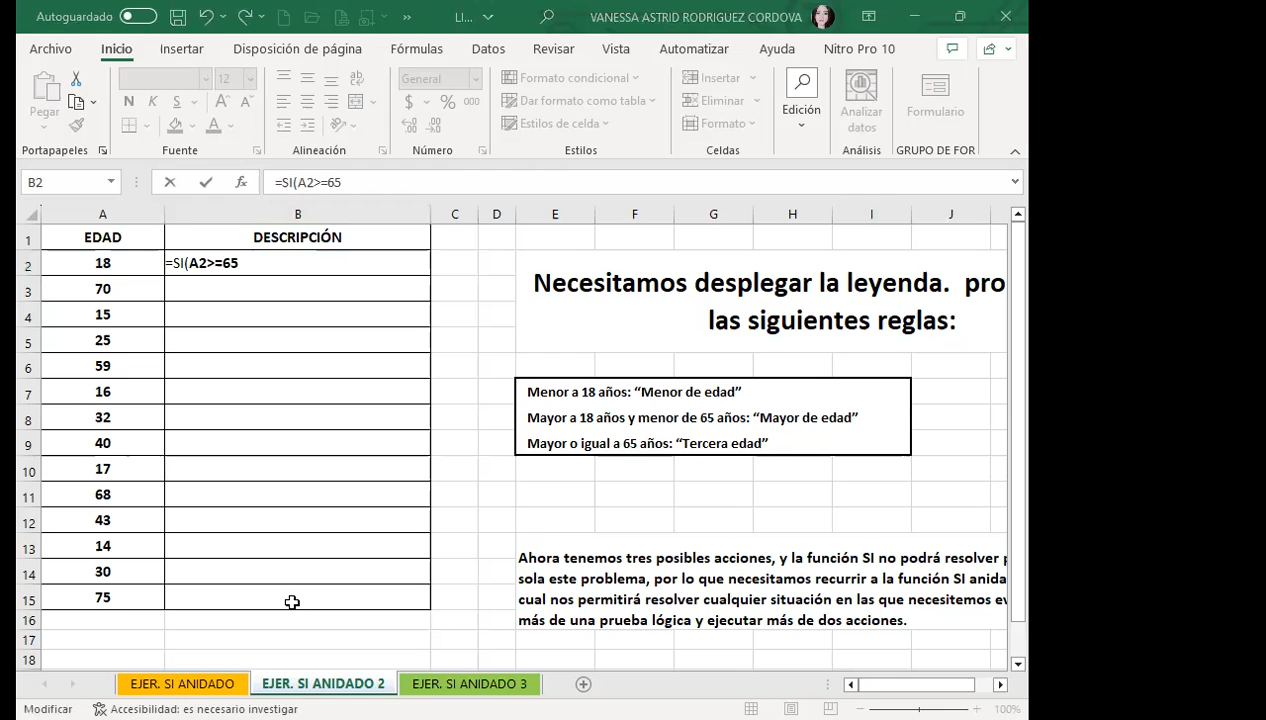 Autoguardado
LI...
VANESSA ASTRID RODRIGUEZ CORDOVA
Archivo Inicio Insertar Disposición de página Fórmulas Datos Revisar Vista Automatizar Ayuda Nitro Pro 10
Pegar
12
N K S A A
A
ab
General
$ % 000
Formato condicional
Dar formato como tabla
Estilos de celda
Insertar
Eliminar
Formato
Edición
Analizar
datos
Formulario
Portapapeles Fuente Alineación Número Estilos Celdas Análisis GRUPO DE FOR
B2 fx =SI(A2>=65
A B C D E F G H I J
1 EDAD DESCRIPCIÓN
2 18 =SI(A2>=65
3 70
4 15
5 25
6 59
7 16
8 32
9 40
10 17
11 68
12 43
13 14
14 30
15 75
16
17
18
Necesitamos desplegar la leyenda. pro
las siguientes reglas:
Menor a 18 años: “Menor de edad”
Mayor a 18 años y menor de 65 años: “Mayor de edad”
Mayor o igual a 65 años: “Tercera edad”
Ahora tenemos tres posibles acciones, y la función SI no podrá resolver p
sola este problema, por lo que necesitamos recurrir a la función SI anida
cual nos permitirá resolver cualquier situación en las que necesitemos ev
más de una prueba lógica y ejecutar más de dos acciones.
EJER. SI ANIDADO EJER. SI ANIDADO 2 EJER. SI ANIDADO 3
Modificar Accesibilidad: es necesario investigar 100%